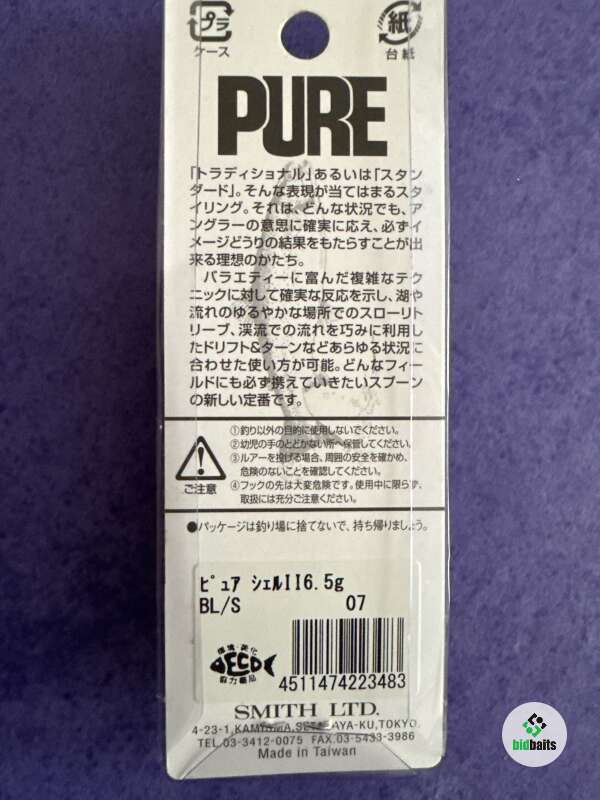 プラ
紙
ケース
台紙
PURE
「トラディショナル」あるいは「スタン
ダード」。そんな表現が当てはまるスタ
イリング。それは、どんな状況でも、ア
ングラーの意思に確実に応え、必ずイ
メージどうりの結果をもたらすことが出
来る理想のかたち。
バラエティーに富んだ複雑なテク
ニックに対して確実な反応を示し、湖や
流れのゆるやかな場所でのスローリト
リーブ、渓流での流れを巧みに利用し
たドリフト&ターンなどあらゆる状況に
合わせた使い方が可能。どんなフィー
ルドにも必ず携えていきたいスプーン
の新しい定番です。
ご注意
①釣り以外の目的に使用しないでください。
②幼児の手のとどかない所へ保管してください。
③ルアーを投げる場合、周囲の安全を確かめ、
危険のないことを確認してください。
④フックの先は大変危険です。使用中に限らず、
取扱には充分ご注意ください。
●パッケージは釣り場に捨てないで、持ち帰りましょう。
ピュア シェルII6.5g
BL/S 07
環境・美化
ECO
協力商品
4511474223483
SMITH LTD.
4-23-1,KAMIUMA,SETAGAYA-KU,TOKYO.
TEL.03-3412-0075 FAX.03-5433-3986
Made in Taiwan
bidbaits